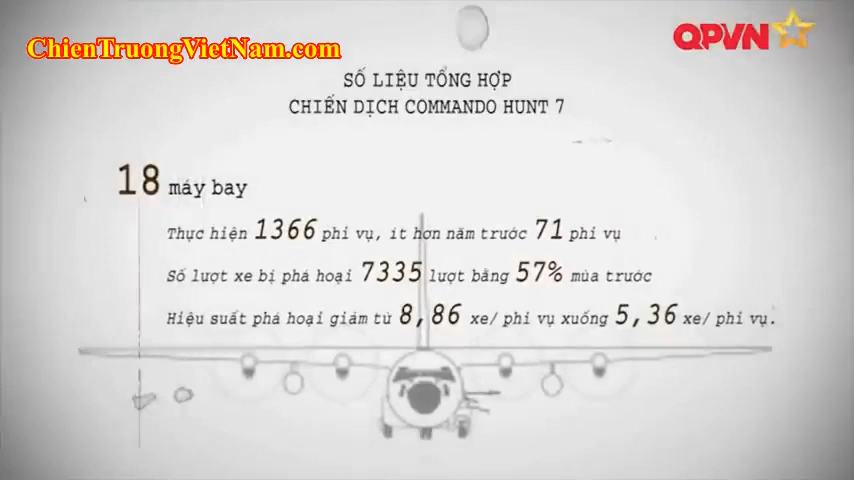 ChienTruongVietNam.com
QPVN
SỐ LIỆU TỔNG HỢP
CHIẾN DỊCH COMMANDO HUNT 7
18 máy bay
Thực hiện 1366 phi vụ, ít hơn năm trước 71 phi vụ
Số lượt xe bị phá hoại 7335 lượt bằng 57% mùa trước
Hiệu suất phá hoại giảm từ 8,86 xe/ phi vụ xuống 5,36 xe/ phi vụ.